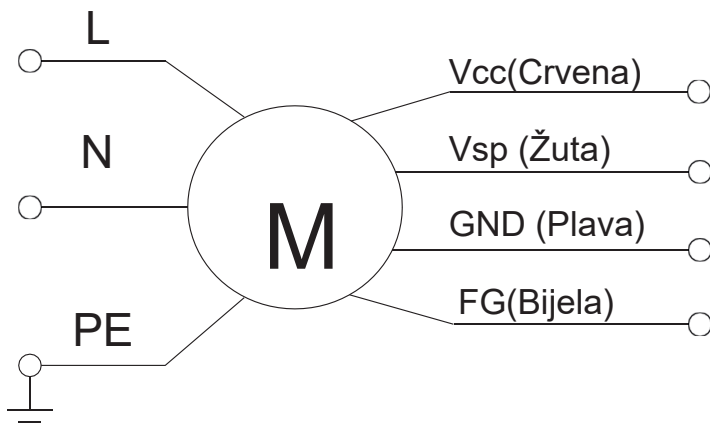 L
N
PE
M
Vcc(Crvena)
Vsp (Žuta)
GND (Plava)
FG(Bijela)